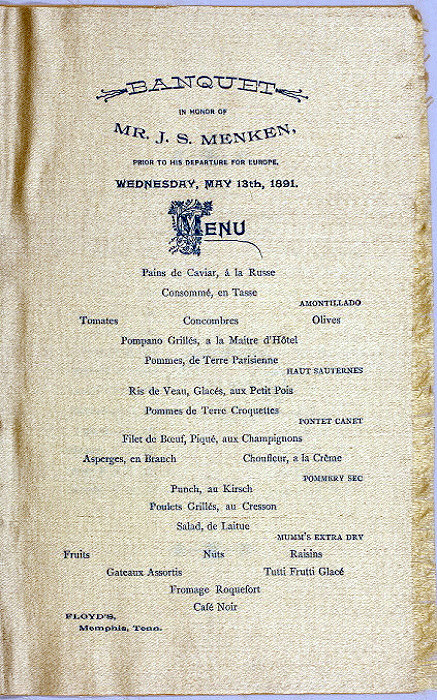 BANQUET
IN HONOR OF
MR. J. S. MENKEN,
PRIOR TO HIS DEPARTURE FOR EUROPE,
WEDNESDAY, MAY 13th, 1891.
MENU
Pains de Caviar, á la Russe
Consommé, en Tasse
AMONTILLADO
Tomates Concombres Olives
Pompano Grillés, a la Maitre d'Hôtel
Pommes, de Terre Parisienne
HAUT SAUTERNES
Ris de Veau, Glacés, aux Petit Pois
Pommes de Terre Croquettes
PONTET CANET
Filet de Bœuf, Piqué, aux Champignons
Asperges, en Branch Choufleur, a la Crême
POMMERY SEC
Punch, au Kirsch
Poulets Grillés, au Cresson
Salad, de Laitue
MUMM'S EXTRA DRY
Fruits Nuts Raisins
Gateaux Assortis Tutti Frutti Glacé
Fromage Roquefort
Café Noir
FLOYD'S,
Memphis, Tenn.